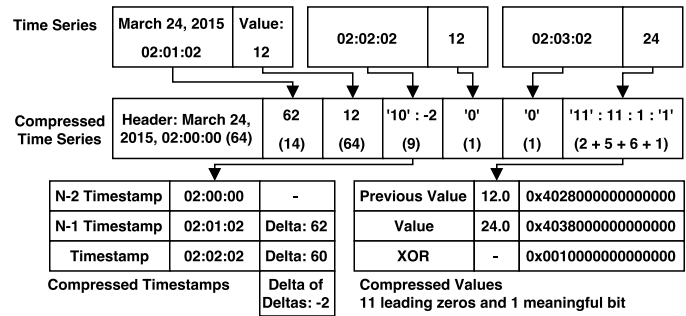 Time Series
March 24, 2015
02:01:02
Value:
12
02:02:02
12
02:03:02
24
Compressed
Time Series
Header: March 24,
2015, 02:00:00 (64)
62
(14)
12
(64)
'10' : -2
(9)
'0'
(1)
'0'
(1)
'11' : 11 : 1 : '1'
(2 + 5 + 6 + 1)
N-2 Timestamp 02:00:00 -
N-1 Timestamp 02:01:02 Delta: 62
Timestamp 02:02:02 Delta: 60
Compressed Timestamps
Delta of
Deltas: -2
Previous Value 12.0 0x4028000000000000
Value 24.0 0x4038000000000000
XOR - 0x0010000000000000
Compressed Values
11 leading zeros and 1 meaningful bit